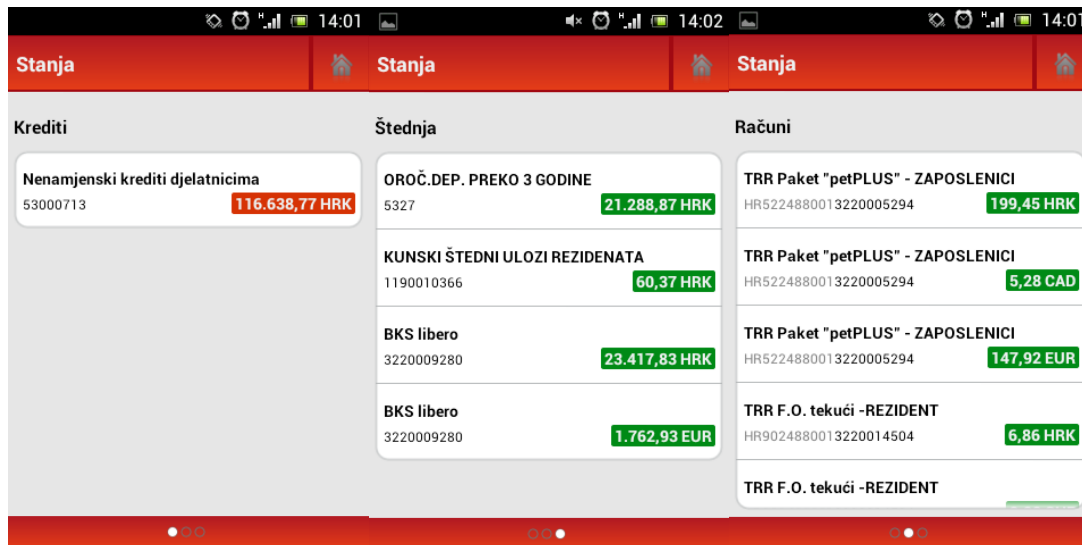 14:01
Stanja
Krediti
Nenamjenski krediti djelatnicima
53000713
116.638,77 HRK
14:02
Stanja
Štednja
OROČ.DEP. PREKO 3 GODINE
5327
21.288,87 HRK
KUNSKI ŠTEDNI ULOZI REZIDENATA
1190010366
60,37 HRK
BKS libero
3220009280
23.417,83 HRK
BKS libero
3220009280
1.762,93 EUR
14:01
Stanja
Računi
TRR Paket "petPLUS" - ZAPOSLENICI
HR5224880013220005294
199,45 HRK
TRR Paket "petPLUS" - ZAPOSLENICI
HR5224880013220005294
5,28 CAD
TRR Paket "petPLUS" - ZAPOSLENICI
HR5224880013220005294
147,92 EUR
TRR F.O. tekući -REZIDENT
HR9024880013220014504
6,86 HRK
TRR F.O. tekući -REZIDENT